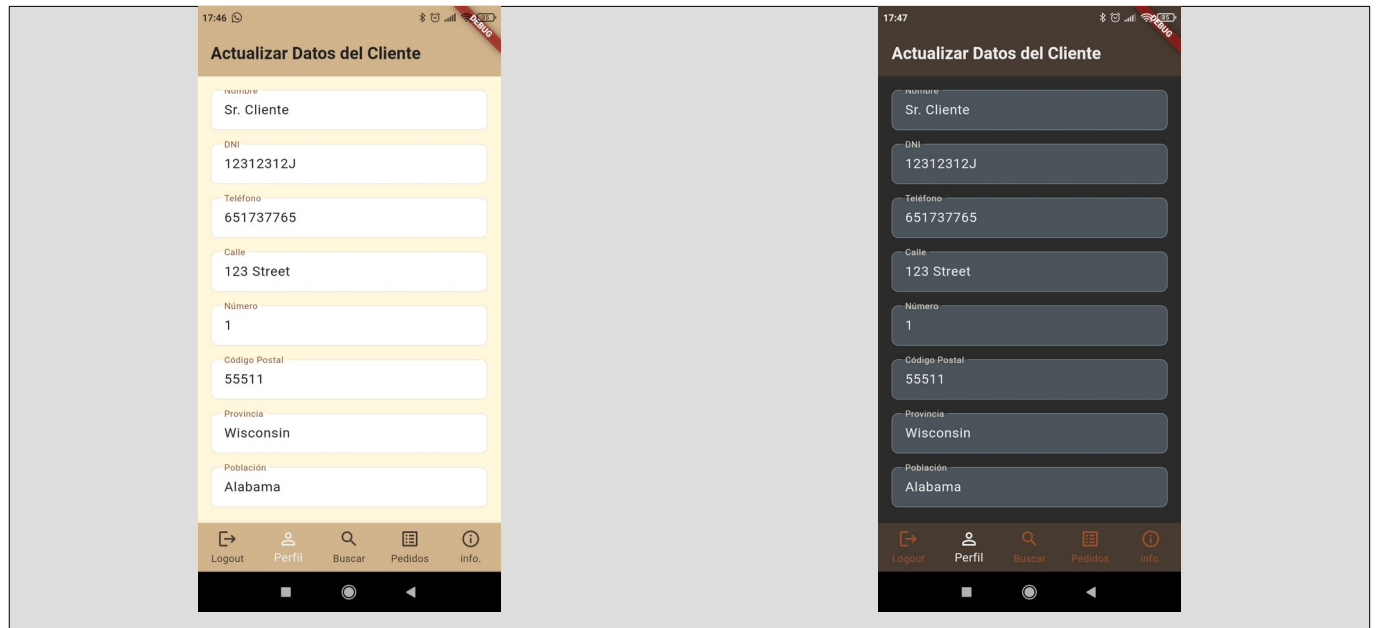 17:46
35
DEBUG
Actualizar Datos del Cliente
Nombre
Sr. Cliente
DNI
12312312J
Teléfono
651737765
Calle
123 Street
Número
1
Código Postal
55511
Provincia
Wisconsin
Población
Alabama
Logout Perfil Buscar Pedidos info.
17:47
35
DEBUG
Actualizar Datos del Cliente
Nombre
Sr. Cliente
DNI
12312312J
Teléfono
651737765
Calle
123 Street
Número
1
Código Postal
55511
Provincia
Wisconsin
Población
Alabama
Logout Perfil Buscar Pedidos info.